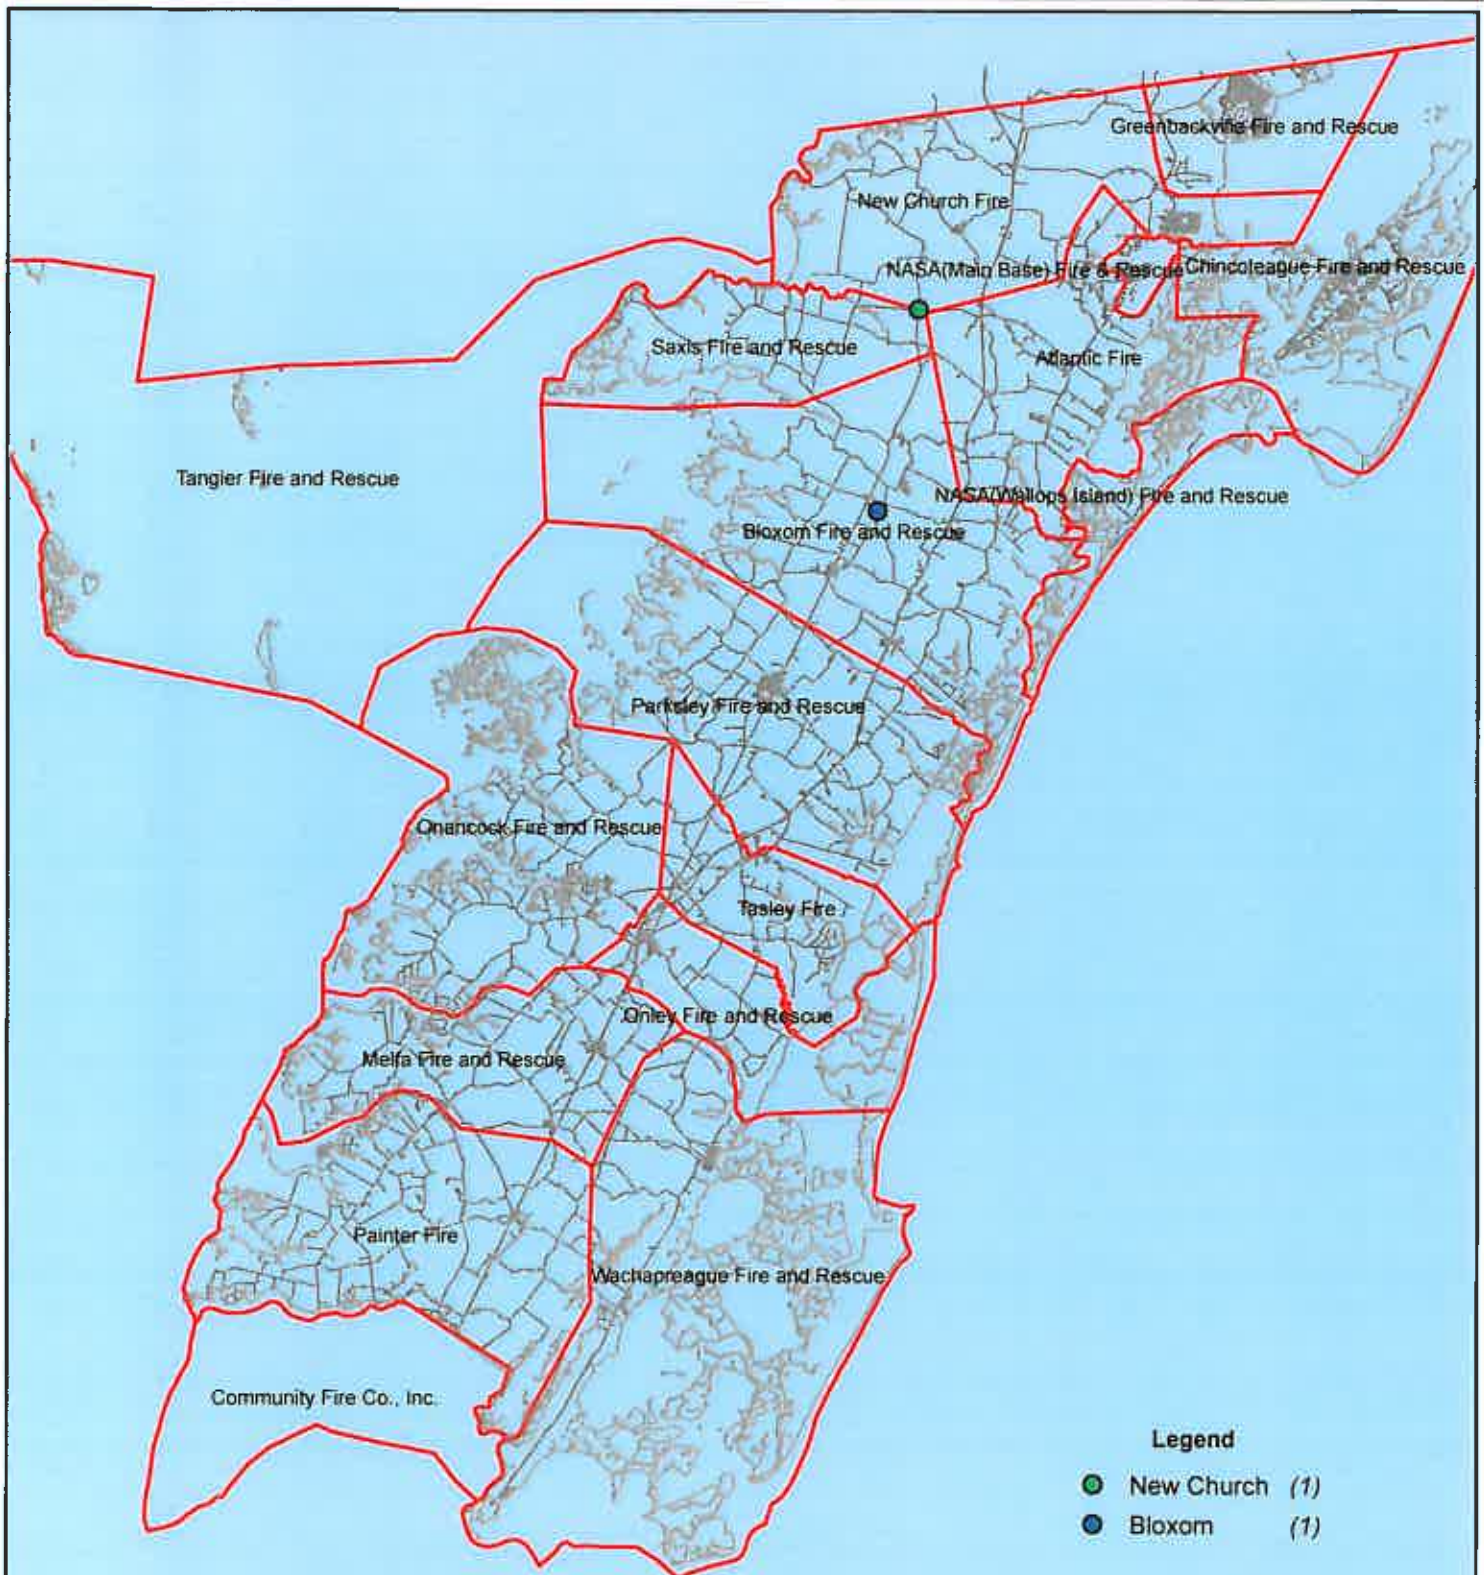 Greenbackville Fire and Rescue
New Church Fire
NASA(Main Base) Fire & Rescue
Chincoleague Fire and Rescue
Saxis Fire and Rescue
Atlantic Fire
Tangier Fire and Rescue
NASA(Wallops Island) Fire and Rescue
Bloxom Fire and Rescue
Parksley Fire and Rescue
Onancock Fire and Rescue
Tasley Fire
Onley Fire and Rescue
Melfa Fire and Rescue
Painter Fire
Wachapreague Fire and Rescue
Community Fire Co., Inc.
Legend
New Church (1)
Bloxom (1)